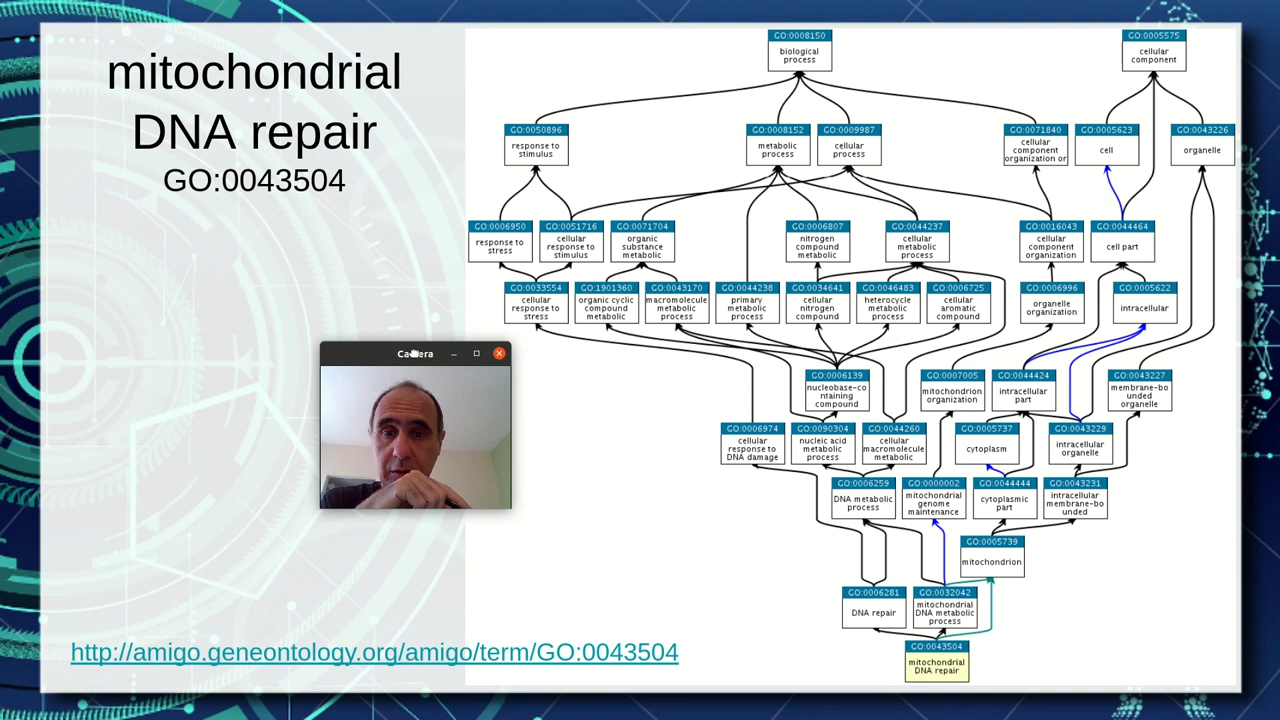 mitochondrial
DNA repair
GO:0043504
GO:0008150
biological
process
GO:0005575
cellular
component
GO:0050896
response to
stimulus
GO:0008152
metabolic
process
GO:0009987
cellular
process
GO:0071840
cellular
component
organization or
GO:0005623
cell
GO:0043226
organelle
GO:0006950
response to
stress
GO:0051716
cellular
response to
stimulus
GO:0071704
organic
substance
metabolic
GO:0006807
nitrogen
compound
metabolic
GO:0044237
cellular
metabolic
process
GO:0016043
cellular
component
organization
GO:0044464
cell part
GO:0033554
cellular
response to
stress
GO:1901360
organic cyclic
compound
metabolic
GO:0043170
macromolecule
metabolic
process
GO:0044238
primary
metabolic
process
GO:0034641
cellular
nitrogen
compound
GO:0046483
heterocycle
metabolic
process
GO:0006725
cellular
aromatic
compound
GO:0006996
organelle
organization
GO:0005622
intracellular
GO:0006139
nucleobase-co
ntaining
compound
GO:0007005
mitochondrion
organization
GO:0044424
intracellular
part
GO:0043227
membrane-bo
unded
organelle
GO:0006974
cellular
response to
DNA damage
GO:0090304
nucleic acid
metabolic
process
GO:0044260
cellular
macromolecule
metabolic
GO:0005737
cytoplasm
GO:0043229
intracellular
organelle
GO:0006259
DNA metabolic
process
GO:0000002
mitochondrial
genome
maintenance
GO:0044444
cytoplasmic
part
GO:0043231
intracellular
membrane-bo
unded
GO:0005739
mitochondrion
GO:0006281
DNA repair
GO:0032042
mitochondrial
DNA metabolic
process
GO:0043504
mitochondrial
DNA repair
Camera
http://amigo.geneontology.org/amigo/term/GO:0043504